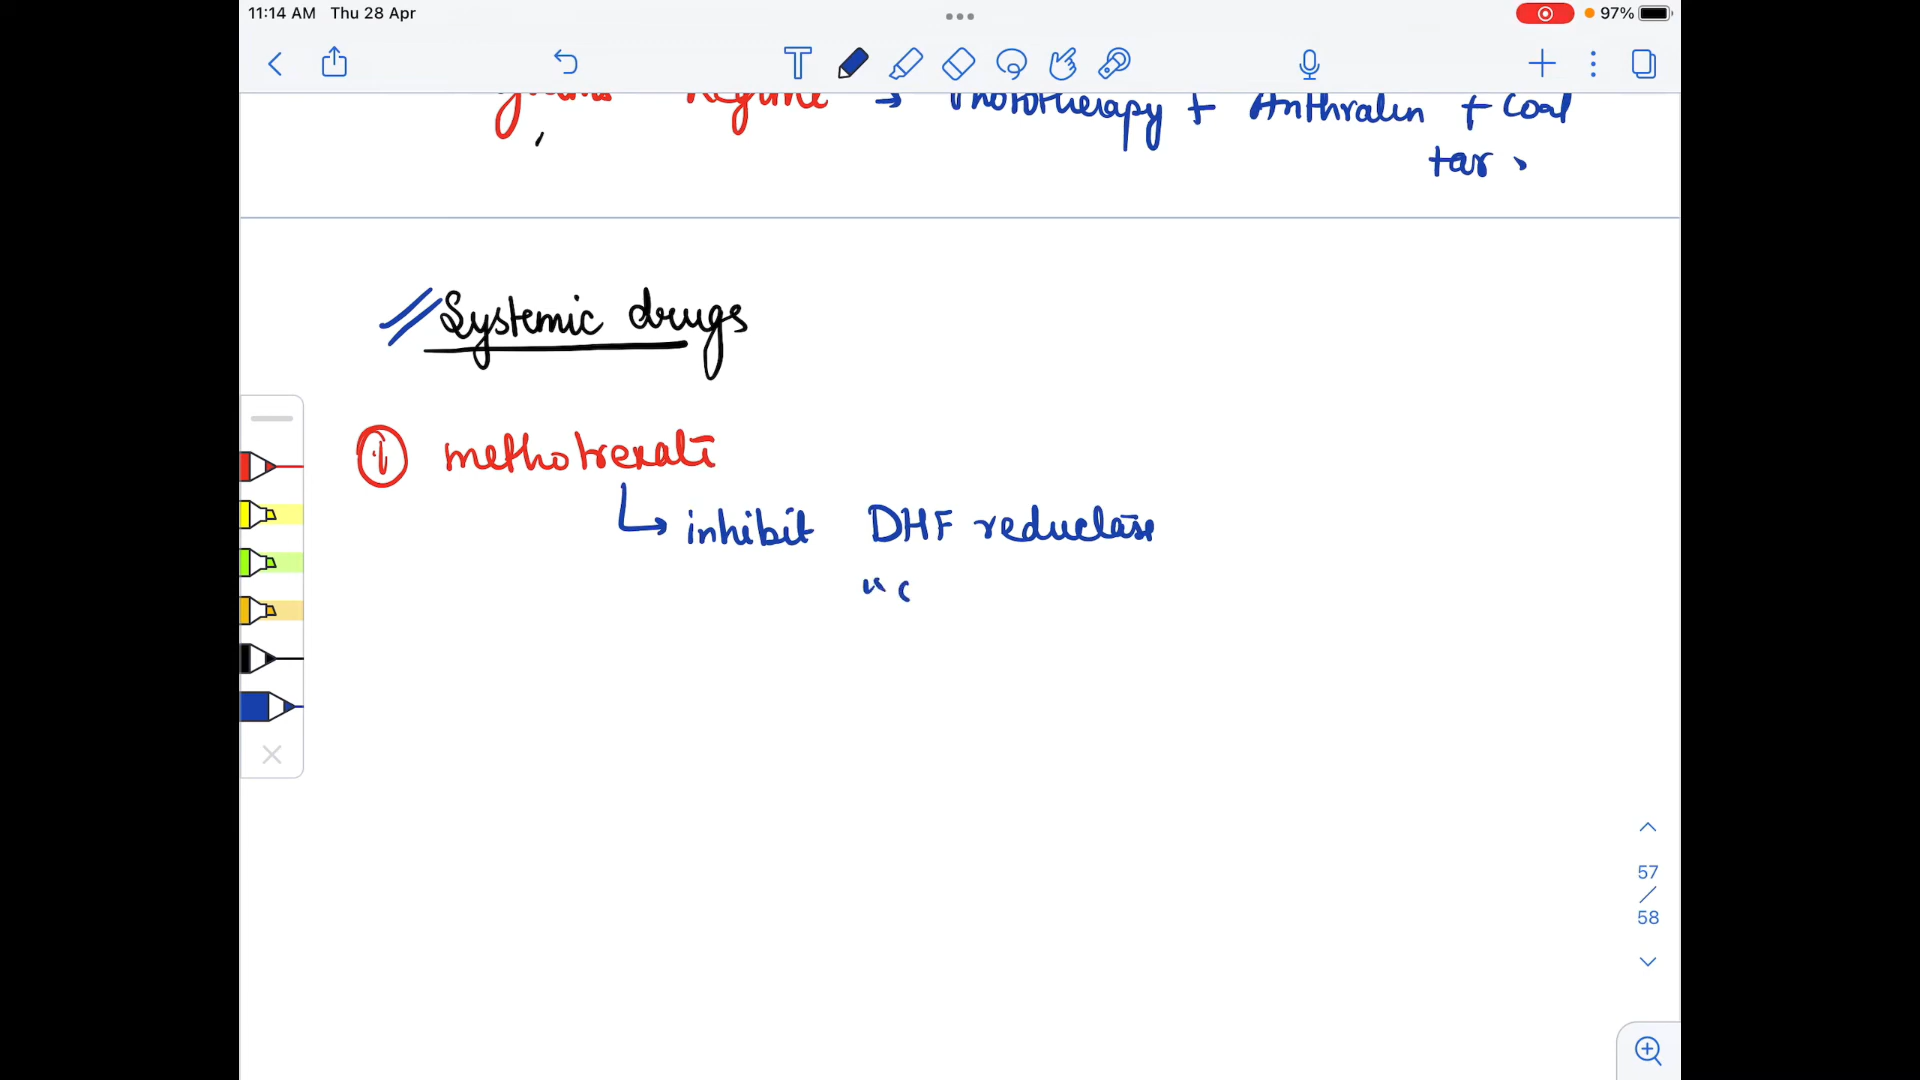 11:14 AM Thu 28 Apr
97%
Regime → Phototherapy + Anthralin + Coal
tar
Systemic drugs
① methotrexate
inhibit DHF reductase
57
58